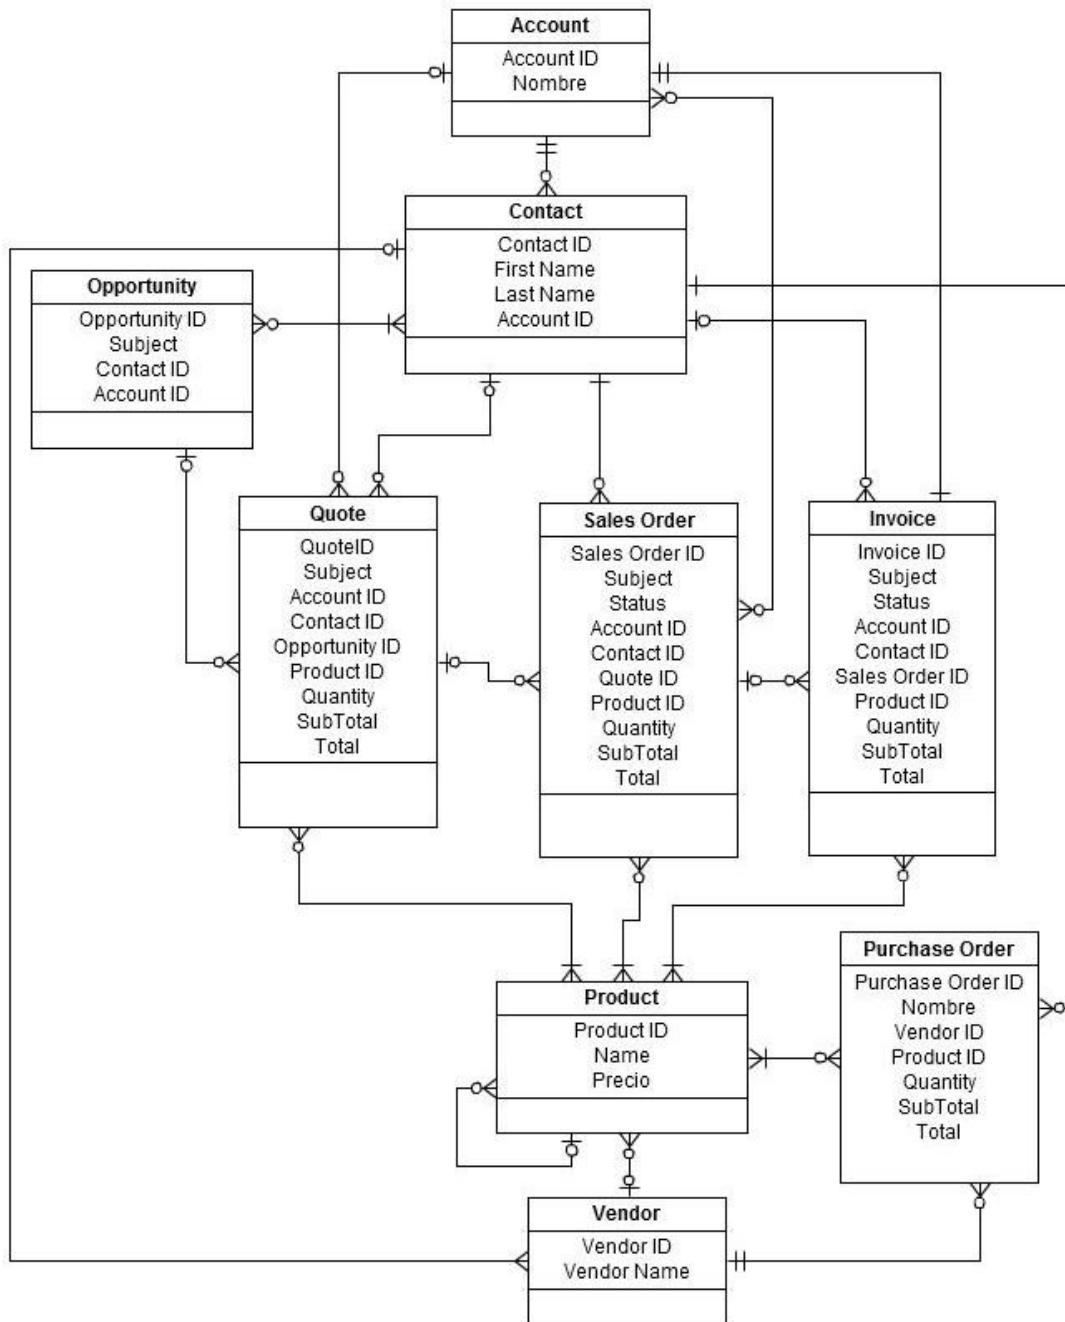 Account
Account ID
Nombre
Contact
Contact ID
First Name
Last Name
Account ID
Opportunity
Opportunity ID
Subject
Contact ID
Account ID
Quote
QuoteID
Subject
Account ID
Contact ID
Opportunity ID
Product ID
Quantity
SubTotal
Total
Sales Order
Sales Order ID
Subject
Status
Account ID
Contact ID
Quote ID
Product ID
Quantity
SubTotal
Total
Invoice
Invoice ID
Subject
Status
Account ID
Contact ID
Sales Order ID
Product ID
Quantity
SubTotal
Total
Product
Product ID
Name
Precio
Purchase Order
Purchase Order ID
Nombre
Vendor ID
Product ID
Quantity
SubTotal
Total
Vendor
Vendor ID
Vendor Name